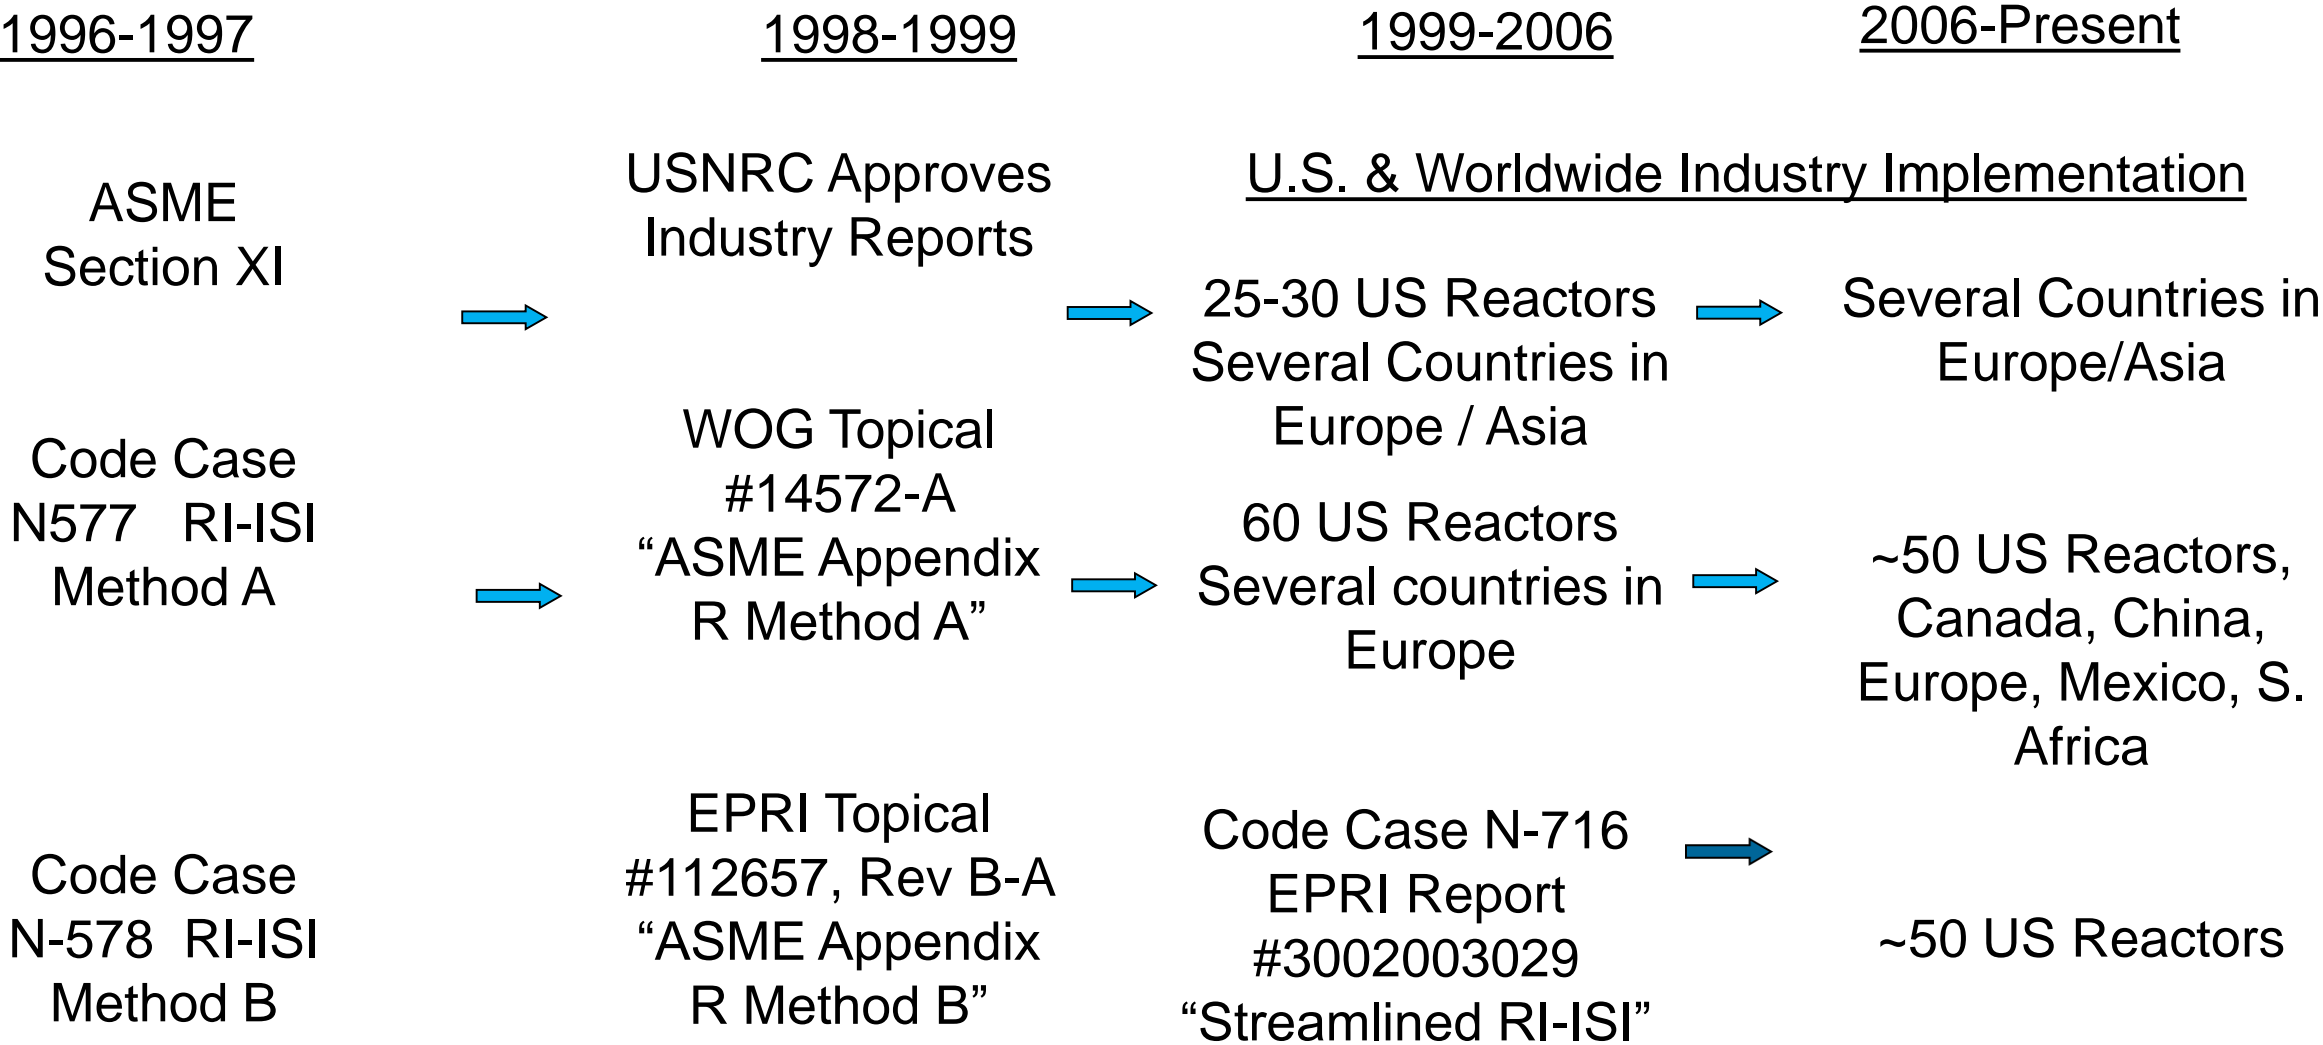 1996-1997
1998-1999
1999-2006
2006-Present
ASME
Section XI
Code Case
N577 RI-ISI
Method A
Code Case
N-578 RI-ISI
Method B
USNRC Approves
Industry Reports
WOG Topical
#14572-A
“ASME Appendix
R Method A”
EPRI Topical
#112657, Rev B-A
“ASME Appendix
R Method B”
U.S. & Worldwide Industry Implementation
25-30 US Reactors
Several Countries in
Europe / Asia
60 US Reactors
Several countries in
Europe
Code Case N-716
EPRI Report
#3002003029
“Streamlined RI-ISI”
Several Countries in
Europe/Asia
~50 US Reactors,
Canada, China,
Europe, Mexico, S.
Africa
~50 US Reactors